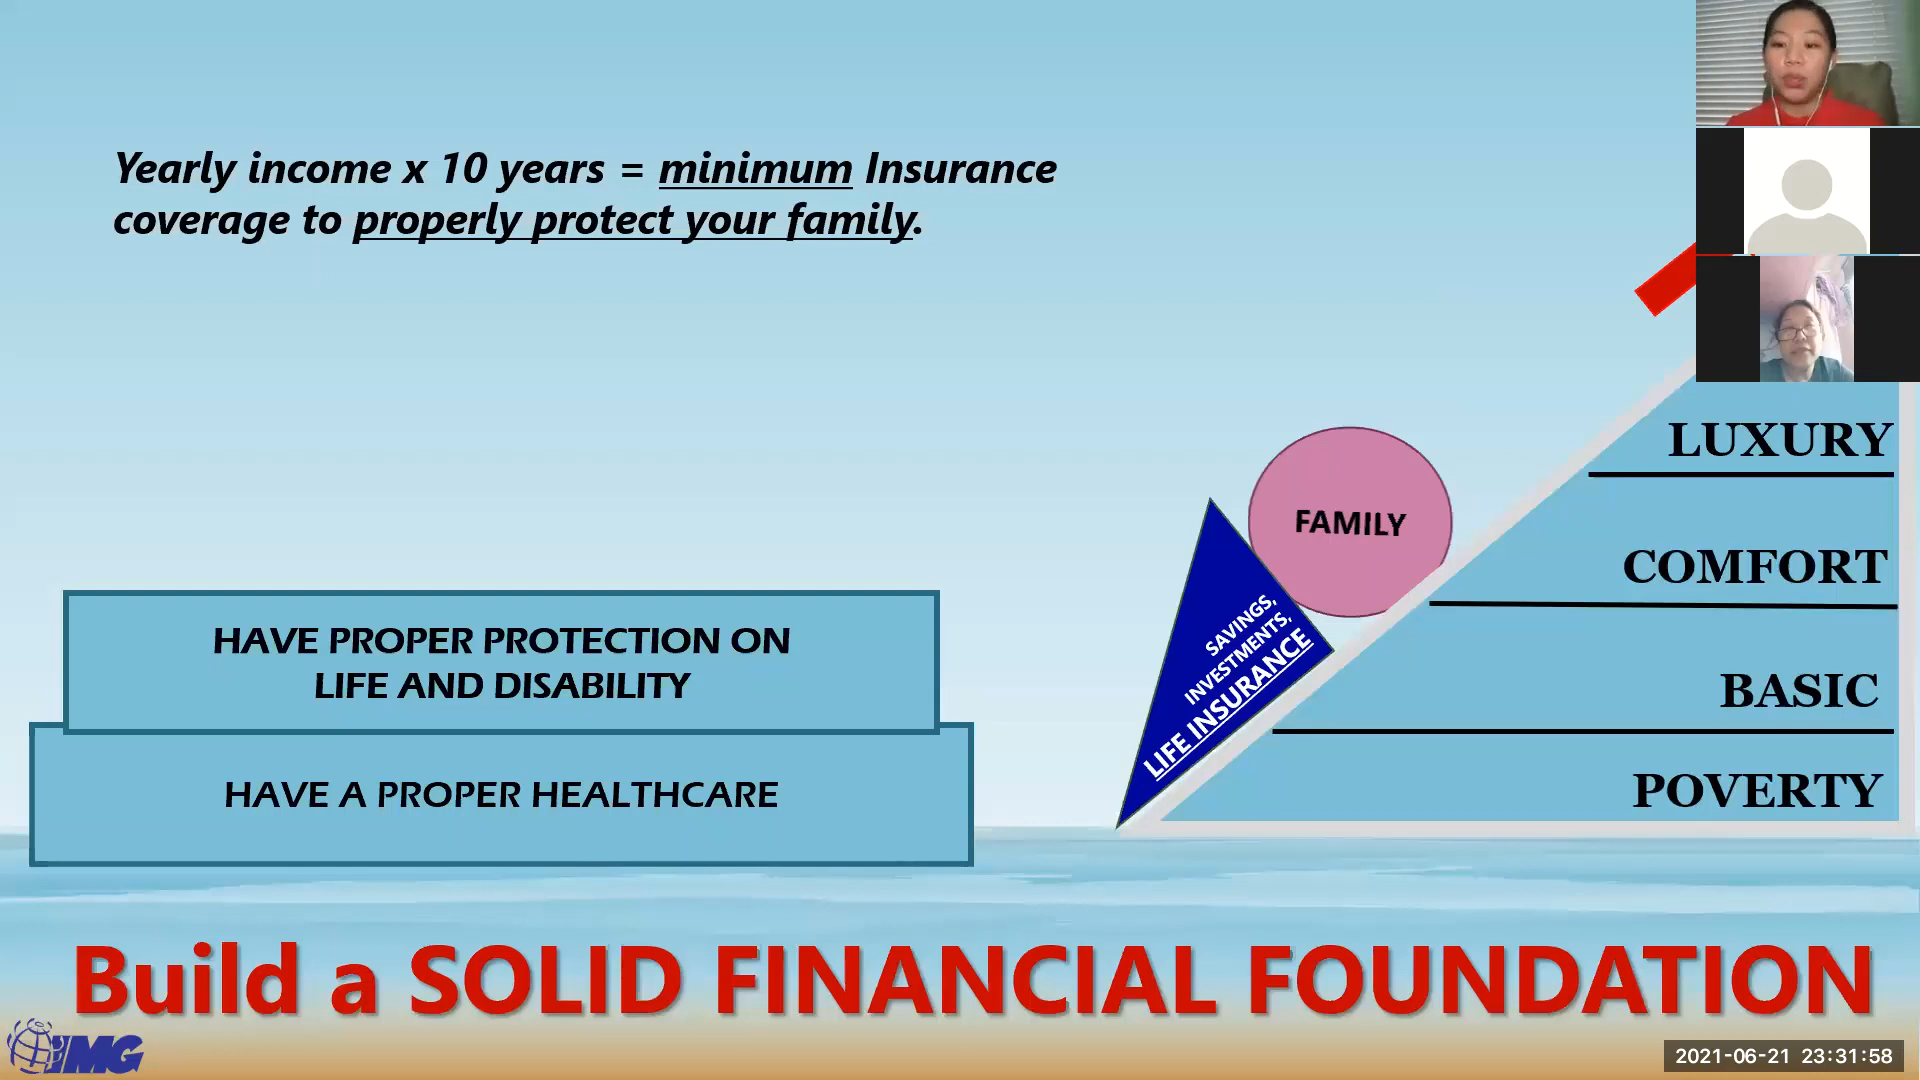 Yearly income x 10 years = minimum Insurance
coverage to properly protect your family.
HAVE PROPER PROTECTION ON
LIFE AND DISABILITY
HAVE A PROPER HEALTHCARE
FAMILY
SAVINGS,
INVESTMENTS,
LIFE INSURANCE
LUXURY
COMFORT
BASIC
POVERTY
Build a SOLID FINANCIAL FOUNDATION
IMG
2021-06-21 23:31:58